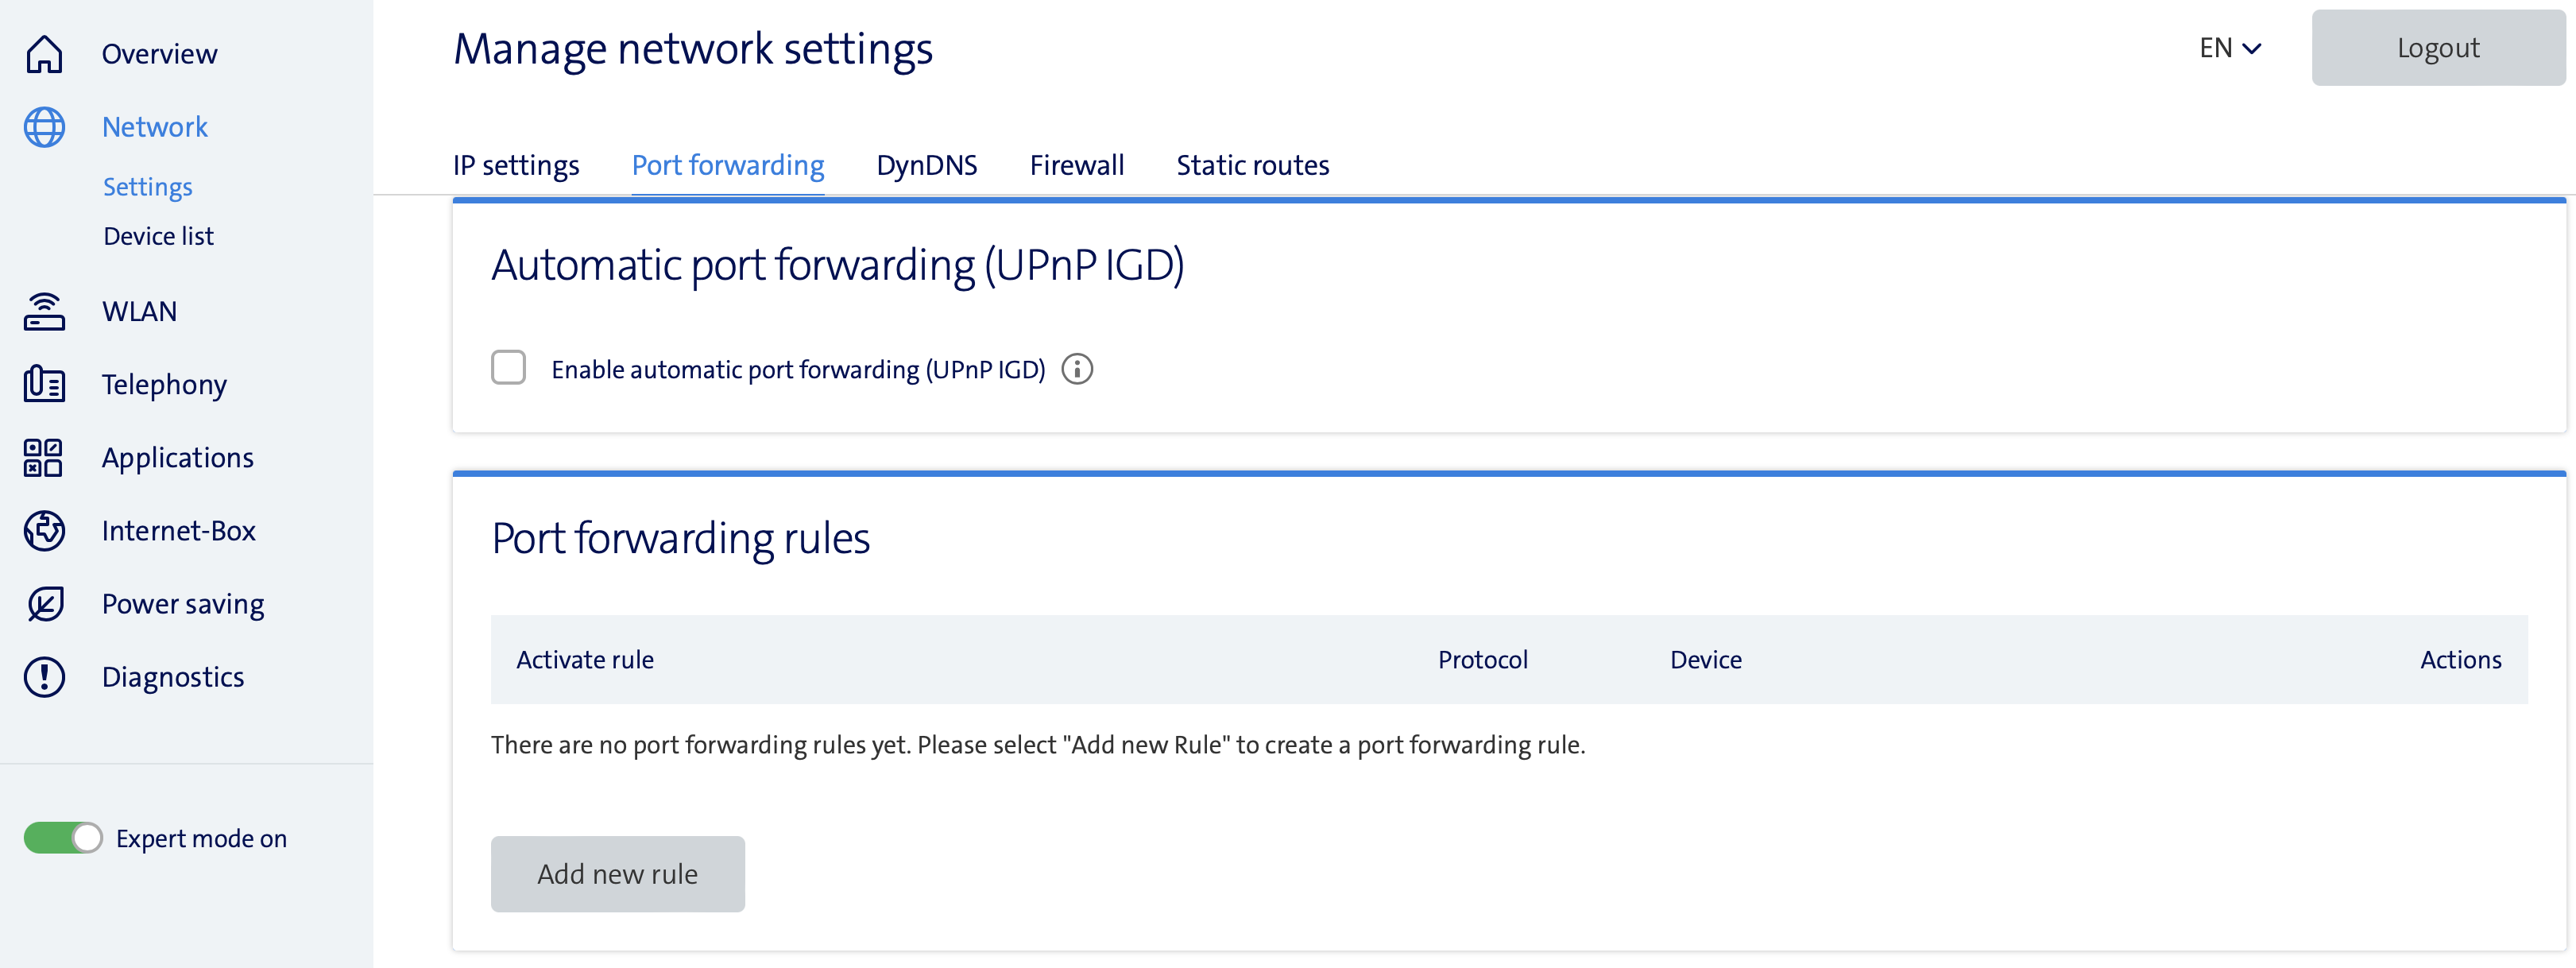 Overview
Network
Settings
Device list
WLAN
Telephony
Applications
Internet-Box
Power saving
Diagnostics
Expert mode on
Manage network settings
EN
Logout
IP settings
Port forwarding
DynDNS
Firewall
Static routes
Automatic port forwarding (UPnP IGD)
Enable automatic port forwarding (UPnP IGD)
Port forwarding rules
Activate rule
Protocol
Device
Actions
There are no port forwarding rules yet. Please select "Add new Rule" to create a port forwarding rule.
Add new rule